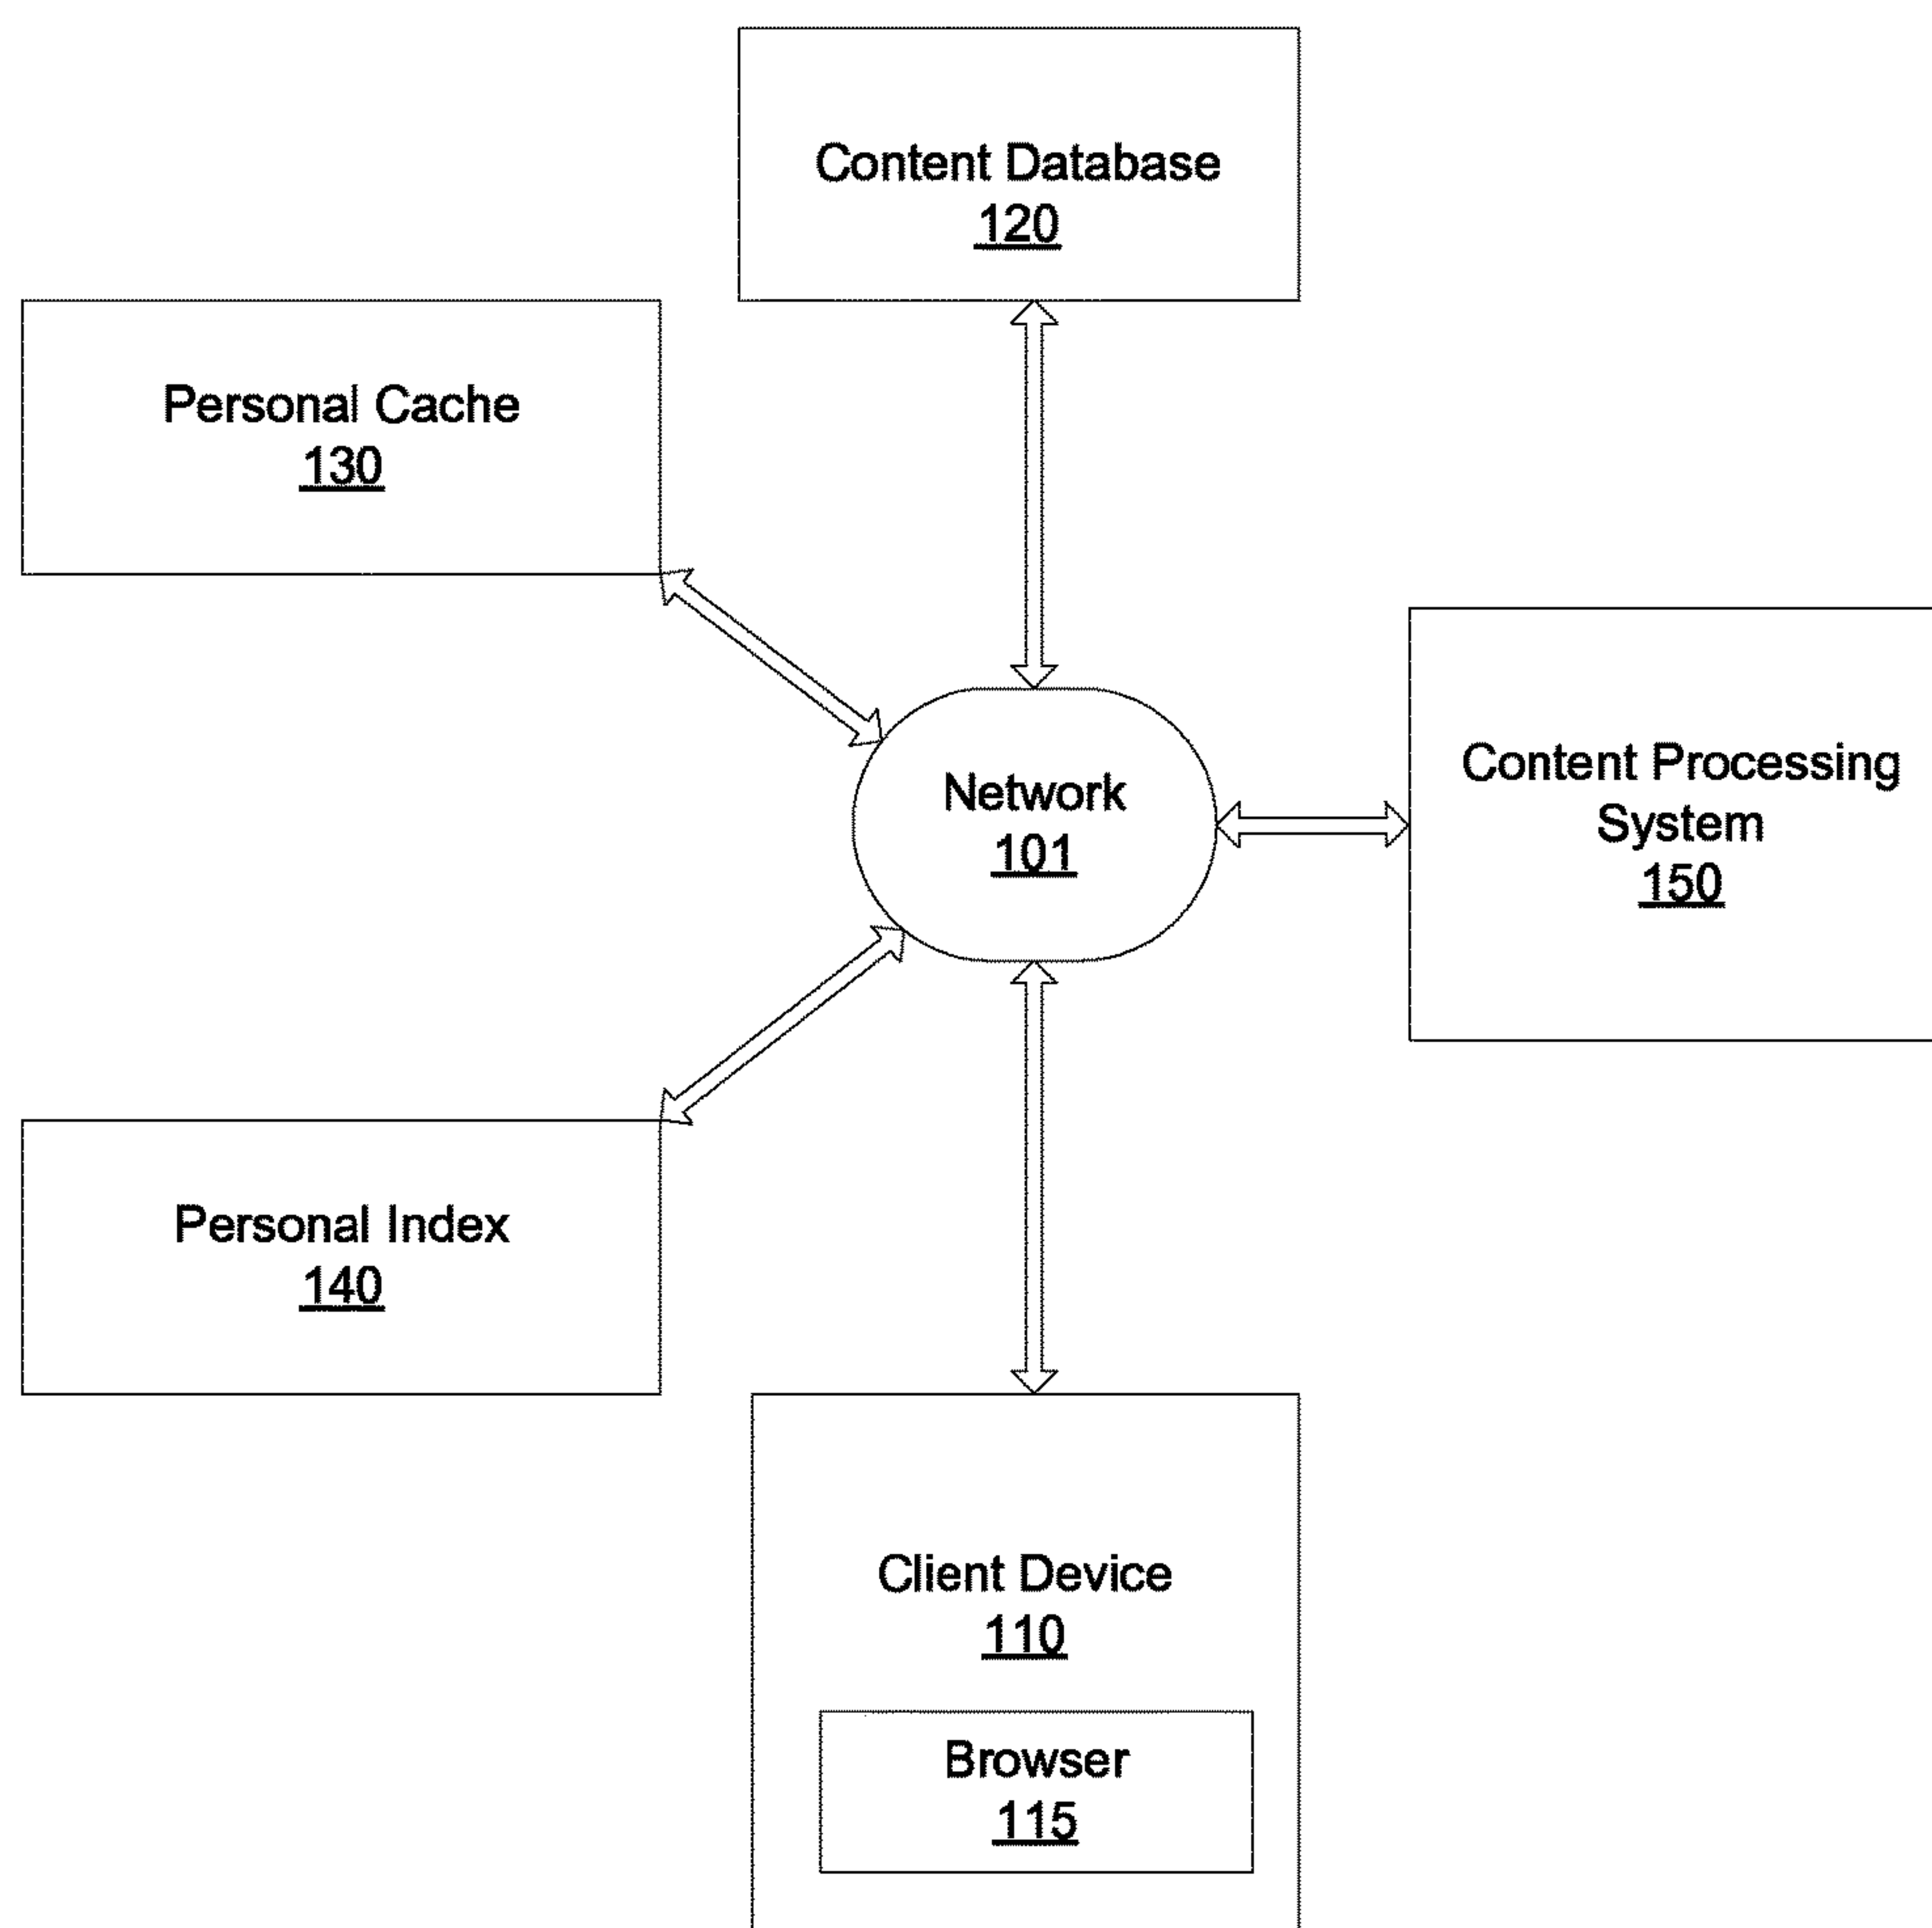 Content Database
120
Personal Cache
130
Network
101
Content Processing
System
150
Personal Index
140
Client Device
110
Browser
115